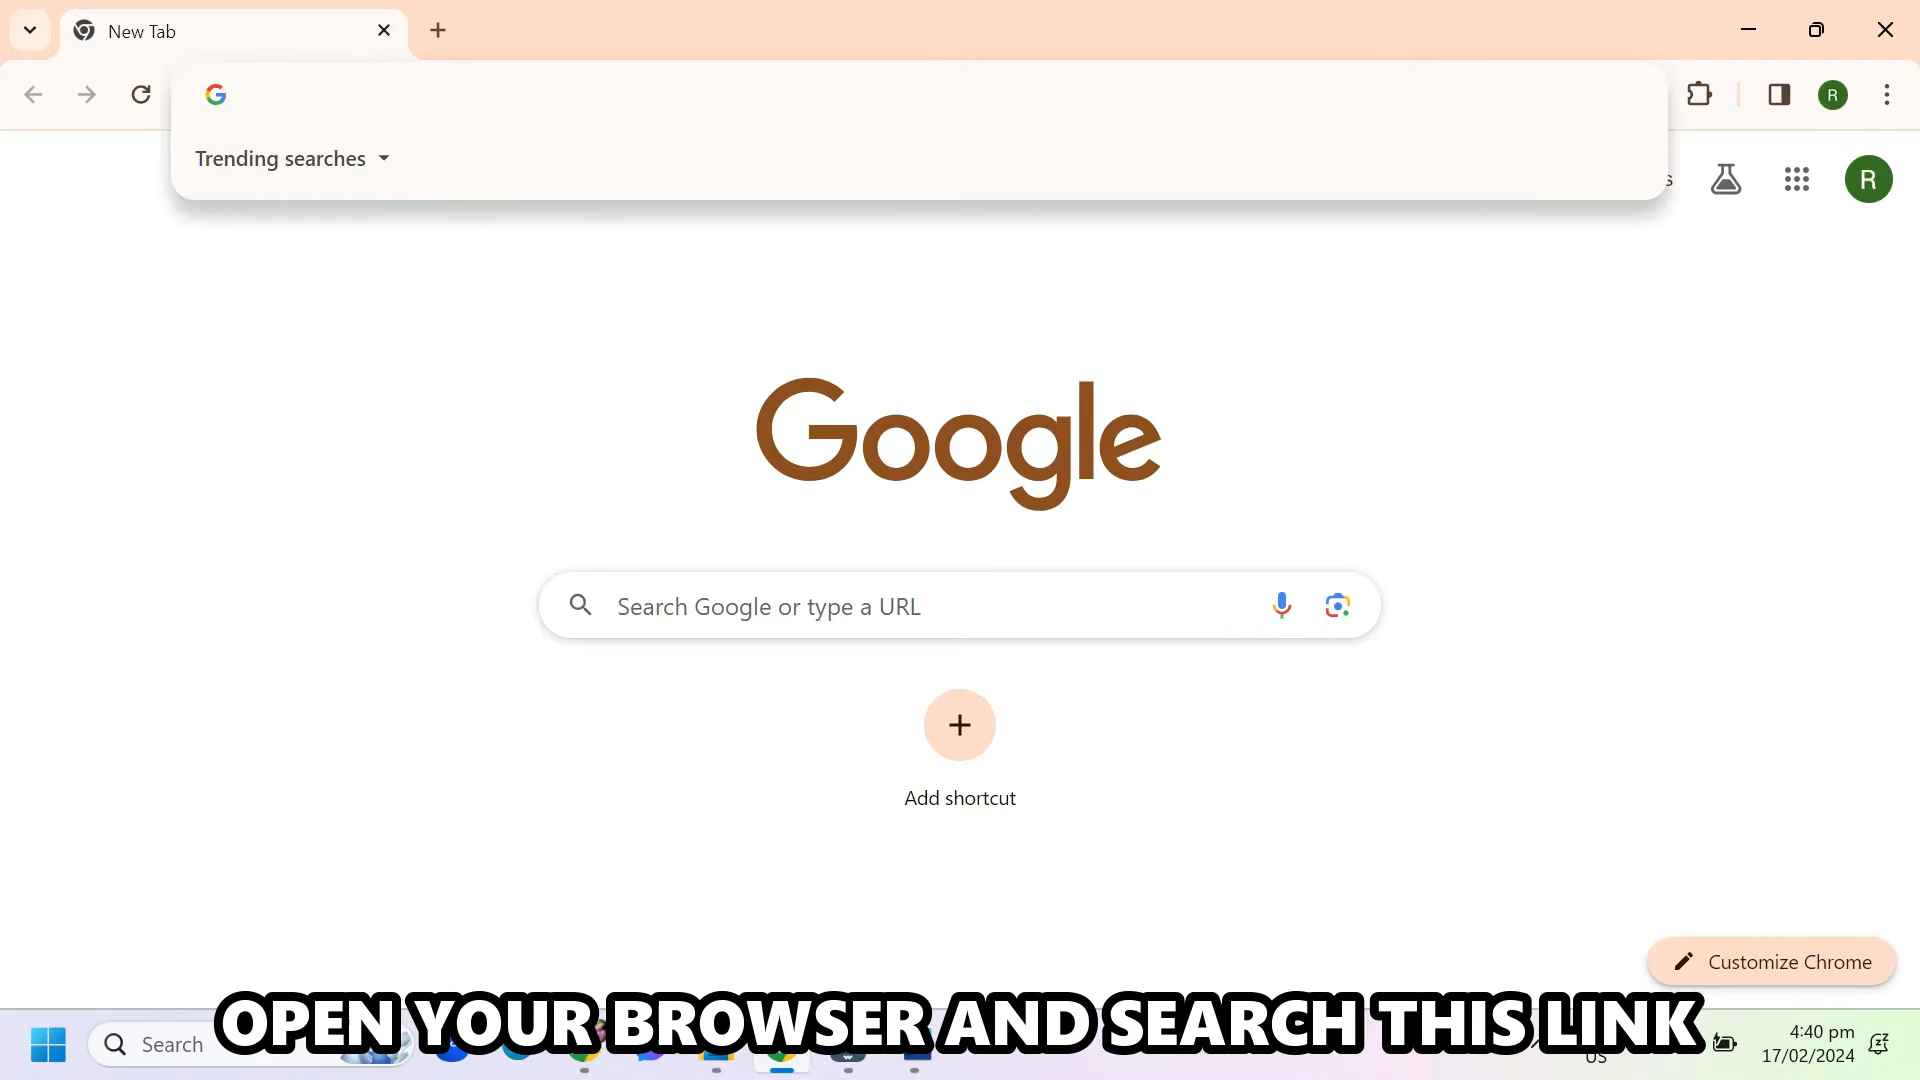 New Tab
R
Trending searches
s
R
Google
Search Google or type a URL
Add shortcut
Customize Chrome
OPEN YOUR BROWSER AND SEARCH THIS LINK
Search
US
4:40 pm
17/02/2024